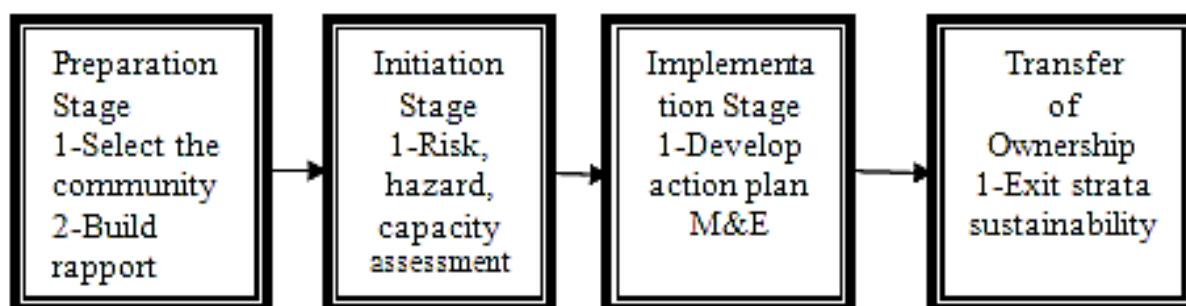 Preparation
Stage
1-Select the
community
2-Build
rapport
Initiation
Stage
1-Risk,
hazard,
capacity
assessment
Implementa
tion Stage
1-Develop
action plan
M&E
Transfer
of
Ownership
1-Exit strata
sustainability